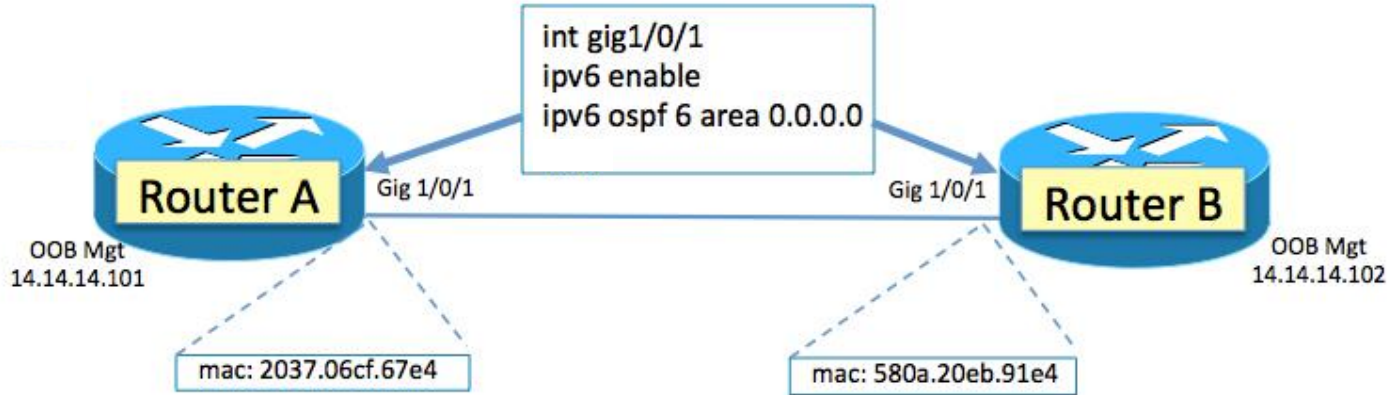 int gig1/0/1
ipv6 enable
ipv6 ospf 6 area 0.0.0.0
Router A
Gig 1/0/1
Gig 1/0/1
Router B
OOB Mgt
14.14.14.101
OOB Mgt
14.14.14.102
mac: 2037.06cf.67e4
mac: 580a.20eb.91e4